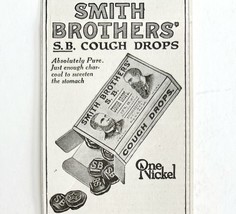 SMITH
BROTHERS'
S.B. COUGH DROPS
Absolutely Pure.
Just enough char-
coal to sweeten
the stomach
SMITH BROTHERS'
S.B.
COUGH DROPS.
SB
One
Nickel